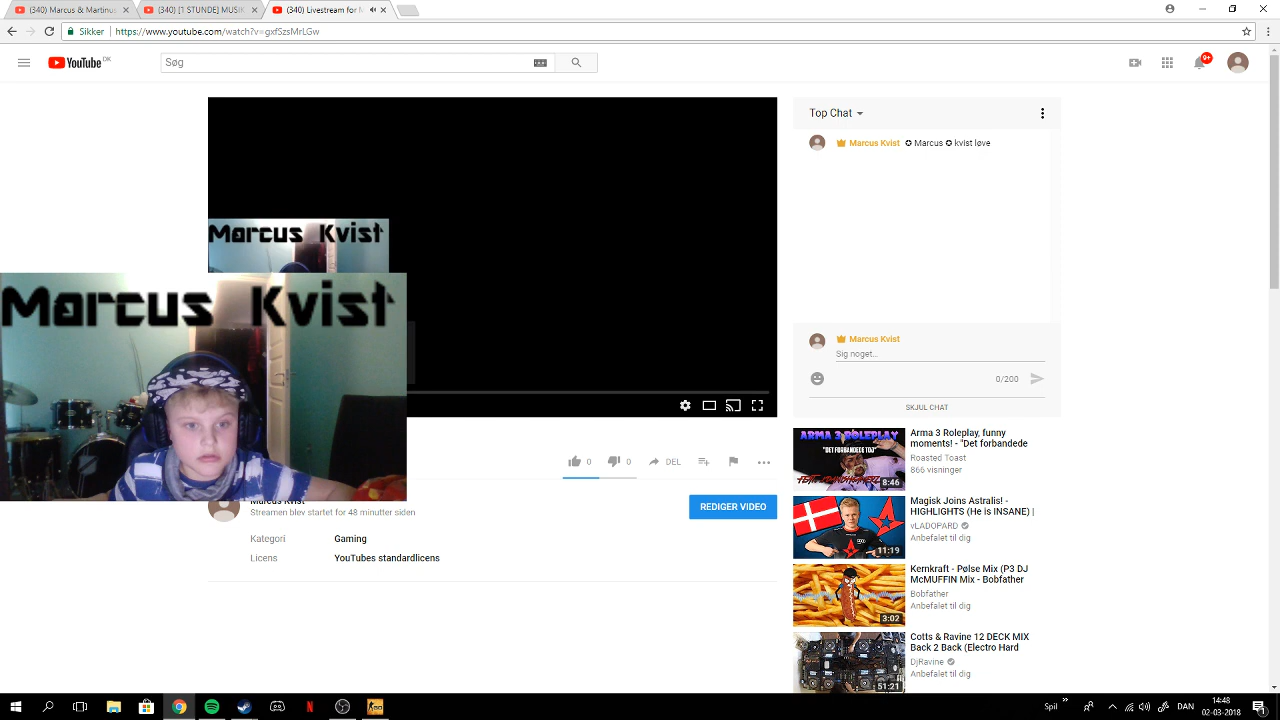 (340) Marcus & Martinus
(340) [1 STUNDE] MUSIK
(340) Livestream for M
Sikker
https://www.youtube.com/watch?v=gxfSzsMrLGw
YouTube DK
Søg
9+
Marcus Kvist
Marcus Kvist
Top Chat
Marcus Kvist ✪ Marcus ✪ kvist løve
Marcus Kvist
Sig noget...
0/200
SKJUL CHAT
0
0
DEL
Marcus Kvist
Streamen blev startet for 48 minutter siden
REDIGER VIDEO
Kategori
Gaming
Licens
YouTubes standardlicens
ARMA 3 ROLEPLAY
"DET FORBANDEDE TOJ"
8:46
Arma 3 Roleplay, funny
moments! - "Det forbandede
Roasted Toast
866 visninger
11:19
Magisk Joins Astralis! -
HIGHLIGHTS (He is INSANE) |
vLADOPARD
Anbefalet til dig
3:02
Kernkraft - Pølse Mix (P3 DJ
McMUFFIN Mix - Bobfather
Bobfather
Anbefalet til dig
51:21
Cotts & Ravine 12 DECK MIX
Back 2 Back (Electro Hard
DjRavine
Anbefalet til dig
Spil
DAN
14:48
02-03-2018
1